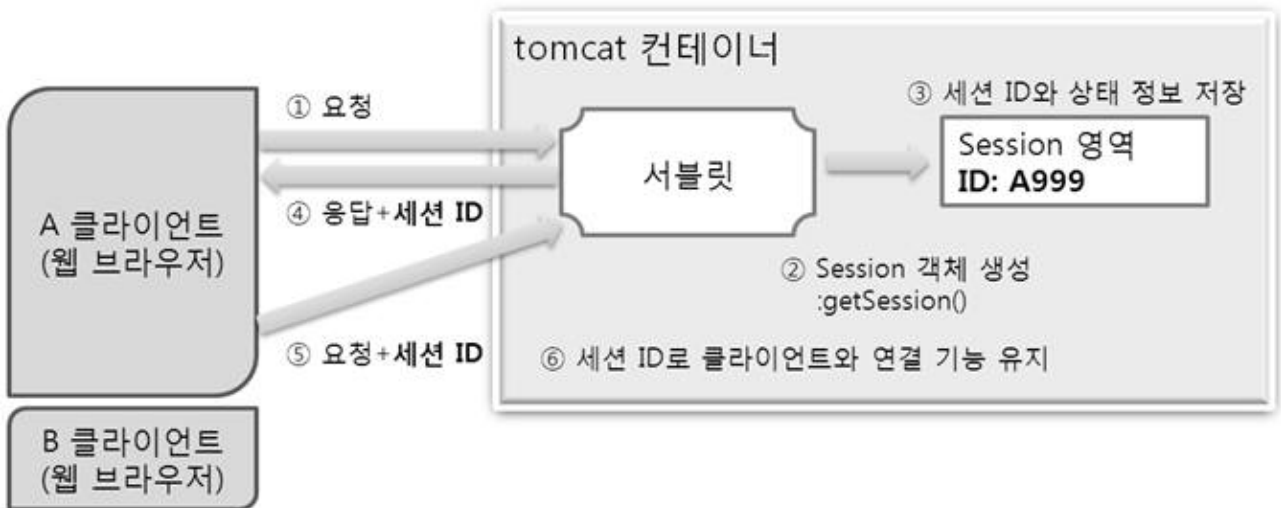 tomcat 컨테이너
① 요청
③ 세션 ID와 상태 정보 저장
Session 영역
ID: A999
서블릿
④ 응답+세션 ID
A 클라이언트
(웹 브라우저)
② Session 객체 생성
:getSession()
⑤ 요청+세션 ID
⑥ 세션 ID로 클라이언트와 연결 기능 유지
B 클라이언트
(웹 브라우저)